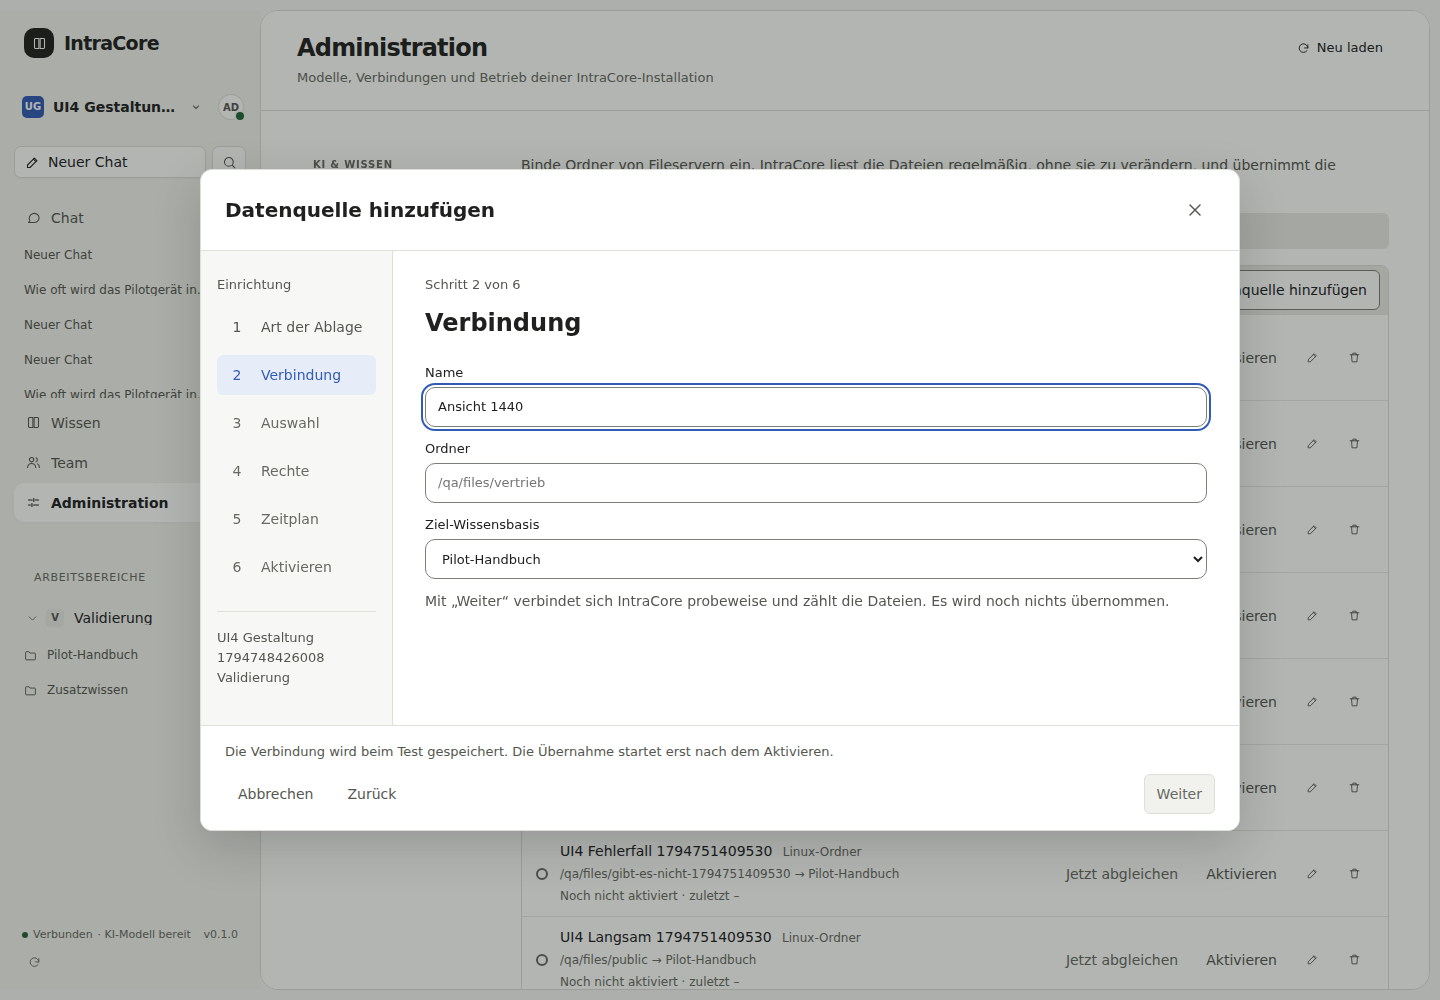 IntraCore
UG UI4 Gestaltun…
AD
Neuer Chat
Chat
Neuer Chat
Wie oft wird das Pilotgerät in…
Neuer Chat
Neuer Chat
Wie oft wird das Pilotgerät in…
Wissen
Team
Administration
ARBEITSBEREICHE
V Validierung
Pilot-Handbuch
Zusatzwissen
Verbunden · KI-Modell bereit v0.1.0
Administration
Modelle, Verbindungen und Betrieb deiner IntraCore-Installation
Neu laden
KI & WISSEN
Binde Ordner von Fileservern ein. IntraCore liest die Dateien regelmäßig, ohne sie zu verändern, und übernimmt die
hinzufügen
Datenquelle hinzufügen
Einrichtung
1 Art der Ablage
2 Verbindung
3 Auswahl
4 Rechte
5 Zeitplan
6 Aktivieren
UI4 Gestaltung
1794748426008
Validierung
Schritt 2 von 6
Verbindung
Name
Ansicht 1440
Ordner
/qa/files/vertrieb
Ziel-Wissensbasis
Pilot-Handbuch
Mit „Weiter“ verbindet sich IntraCore probeweise und zählt die Dateien. Es wird noch nichts übernommen.
Die Verbindung wird beim Test gespeichert. Die Übernahme startet erst nach dem Aktivieren.
Abbrechen Zurück Weiter
UI4 Fehlerfall 1794751409530 Linux-Ordner
/qa/files/gibt-es-nicht-1794751409530 → Pilot-Handbuch
Noch nicht aktiviert · zuletzt –
Jetzt abgleichen Aktivieren
UI4 Langsam 1794751409530 Linux-Ordner
/qa/files/public → Pilot-Handbuch
Noch nicht aktiviert · zuletzt –
Jetzt abgleichen Aktivieren